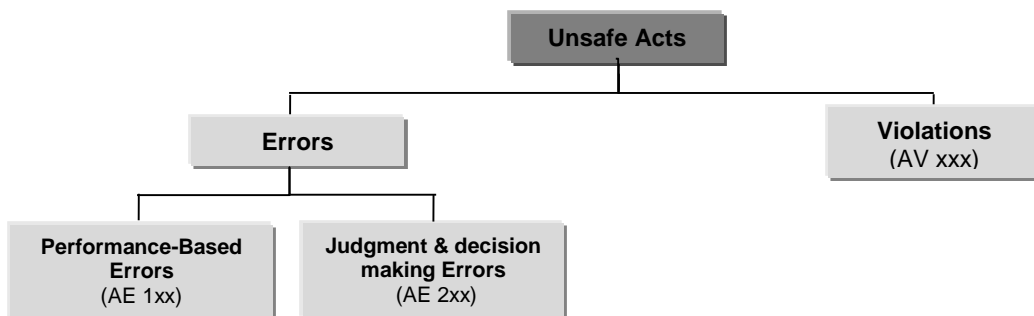 Unsafe Acts
Errors
Violations
(AV xxx)
Performance-Based
Errors
(AE 1xx)
Judgment & decision
making Errors
(AE 2xx)